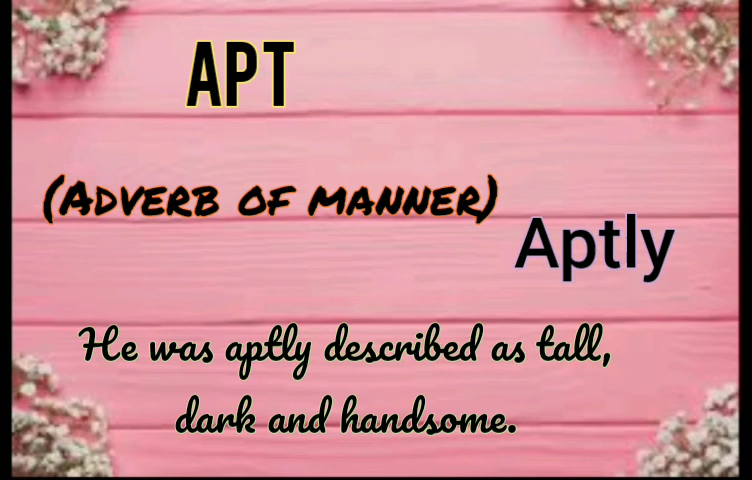 APT
(ADVERB OF MANNER)
Aptly
He was aptly described as tall,
dark and handsome.